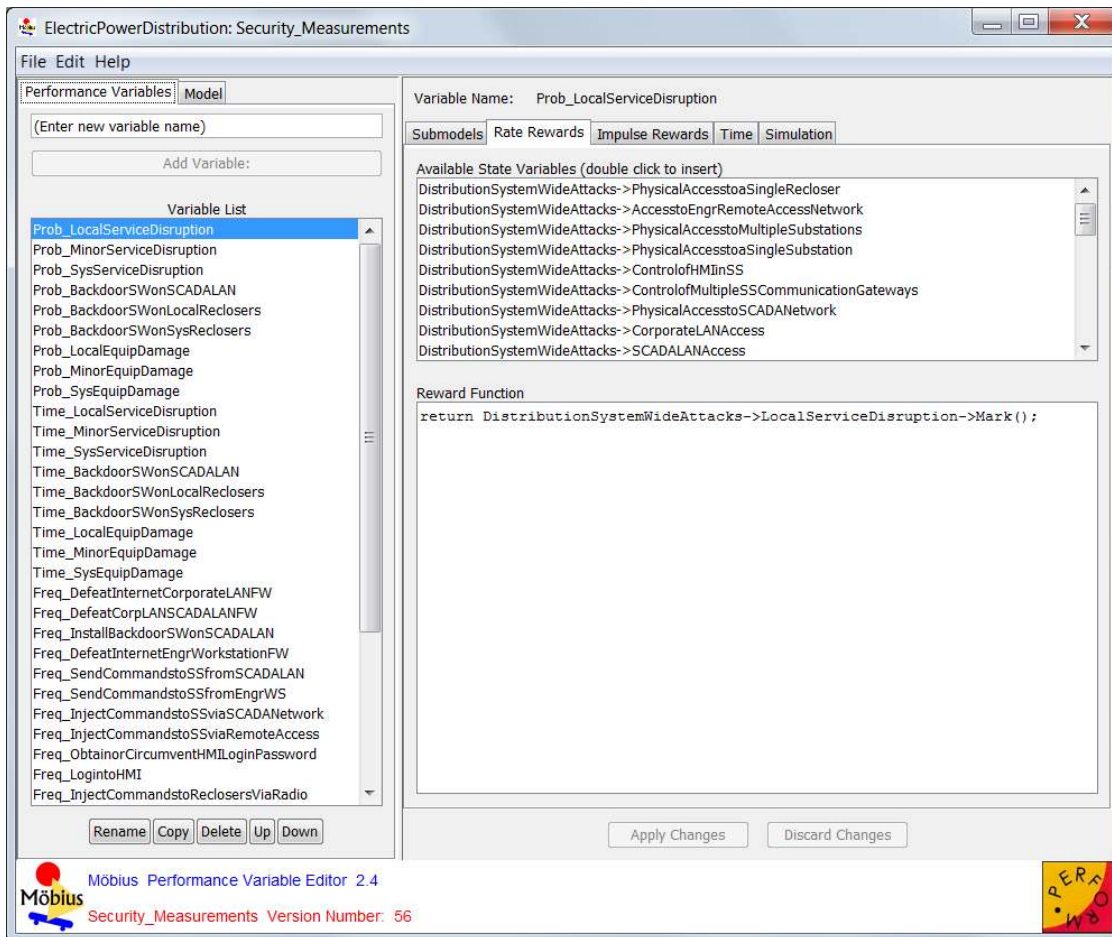 ElectricPowerDistribution: Security_Measurements
File Edit Help
Performance Variables Model
(Enter new variable name)
Add Variable:
Variable List
Prob_LocalServiceDisruption
Prob_MinorServiceDisruption
Prob_SysServiceDisruption
Prob_BackdoorSWonSCADALAN
Prob_BackdoorSWonLocalReclosers
Prob_BackdoorSWonSysReclosers
Prob_LocalEquipDamage
Prob_MinorEquipDamage
Prob_SysEquipDamage
Time_LocalServiceDisruption
Time_MinorServiceDisruption
Time_SysServiceDisruption
Time_BackdoorSWonSCADALAN
Time_BackdoorSWonLocalReclosers
Time_BackdoorSWonSysReclosers
Time_LocalEquipDamage
Time_MinorEquipDamage
Time_SysEquipDamage
Freq_DefeatInternetCorporateLANFW
Freq_DefeatCorpLANSCADALANFW
Freq_InstallBackdoorSWonSCADALAN
Freq_DefeatInternetEngrWorkstationFW
Freq_SendCommandstoSSfromSCADALAN
Freq_SendCommandstoSSfromEngrWS
Freq_InjectCommandstoSSviaSCADANetwork
Freq_InjectCommandstoSSviaRemoteAccess
Freq_ObtainorCircumventHMILoginPassword
Freq_LogintoHMI
Freq_InjectCommandstoReclosersViaRadio
Rename Copy Delete Up Down
Variable Name: Prob_LocalServiceDisruption
Submodels Rate Rewards Impulse Rewards Time Simulation
Available State Variables (double click to insert)
DistributionSystemWideAttacks->PhysicalAccesstoaSingleRecloser
DistributionSystemWideAttacks->AccesstoEngrRemoteAccessNetwork
DistributionSystemWideAttacks->PhysicalAccesstoMultipleSubstations
DistributionSystemWideAttacks->PhysicalAccesstoaSingleSubstation
DistributionSystemWideAttacks->ControlofHMIinSS
DistributionSystemWideAttacks->ControlofMultipleSSCommunicationGateways
DistributionSystemWideAttacks->PhysicalAccesstoSCADANetwork
DistributionSystemWideAttacks->CorporateLANAccess
DistributionSystemWideAttacks->SCADALANAccess
Reward Function
return DistributionSystemWideAttacks->LocalServiceDisruption->Mark();
Apply Changes Discard Changes
Möbius
Möbius Performance Variable Editor 2.4
Security_Measurements Version Number: 56
PERFORM